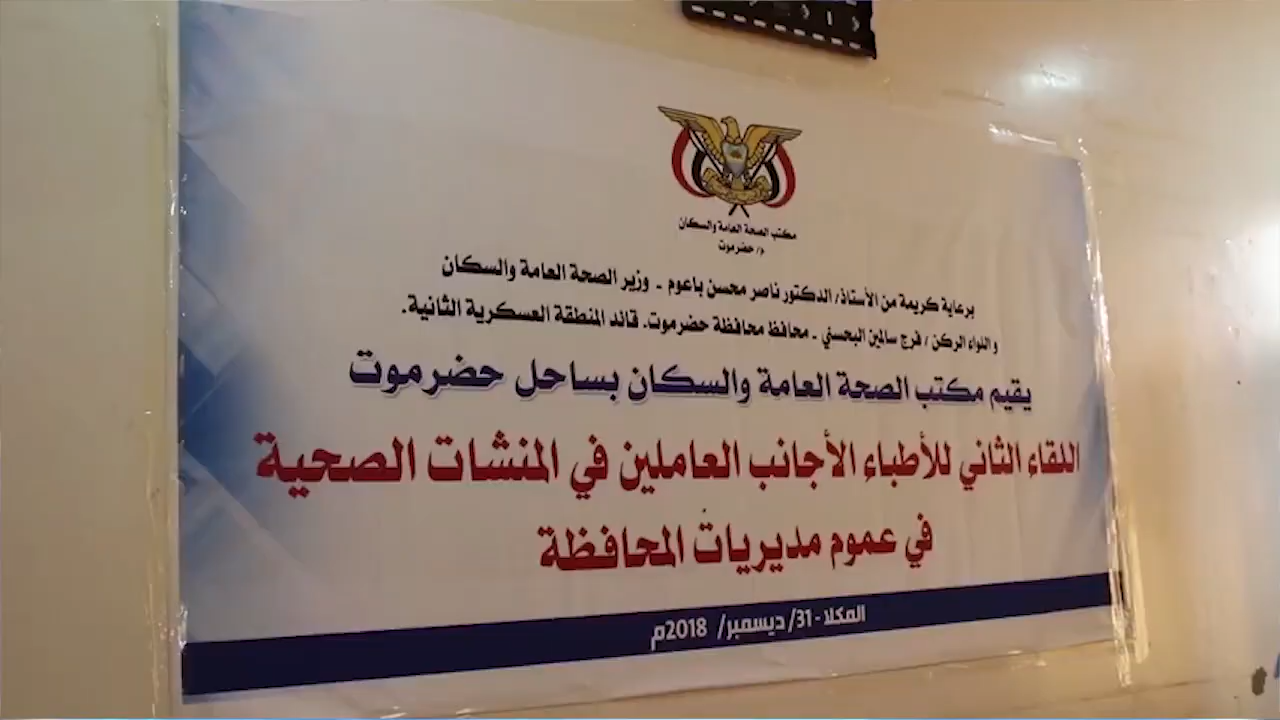 مكتب الصحة العامة والسكان
م/ حضرموت
برعاية كريمة من الأستاذ/ الدكتور ناصر محسن باعوم - وزير الصحة العامة والسكان
و اللواء الركن / فرج سالمين البحسني - محافظ محافظة حضرموت. قائد المنطقة العسكرية الثانية.
يقيم مكتب الصحة العامة والسكان بساحل حضرموت
اللقاء الثاني للأطباء الأجانب العاملين في المنشات الصحية
في عموم مديريات المحافظة
المكلا - 31/ ديسمبر/ 2018م